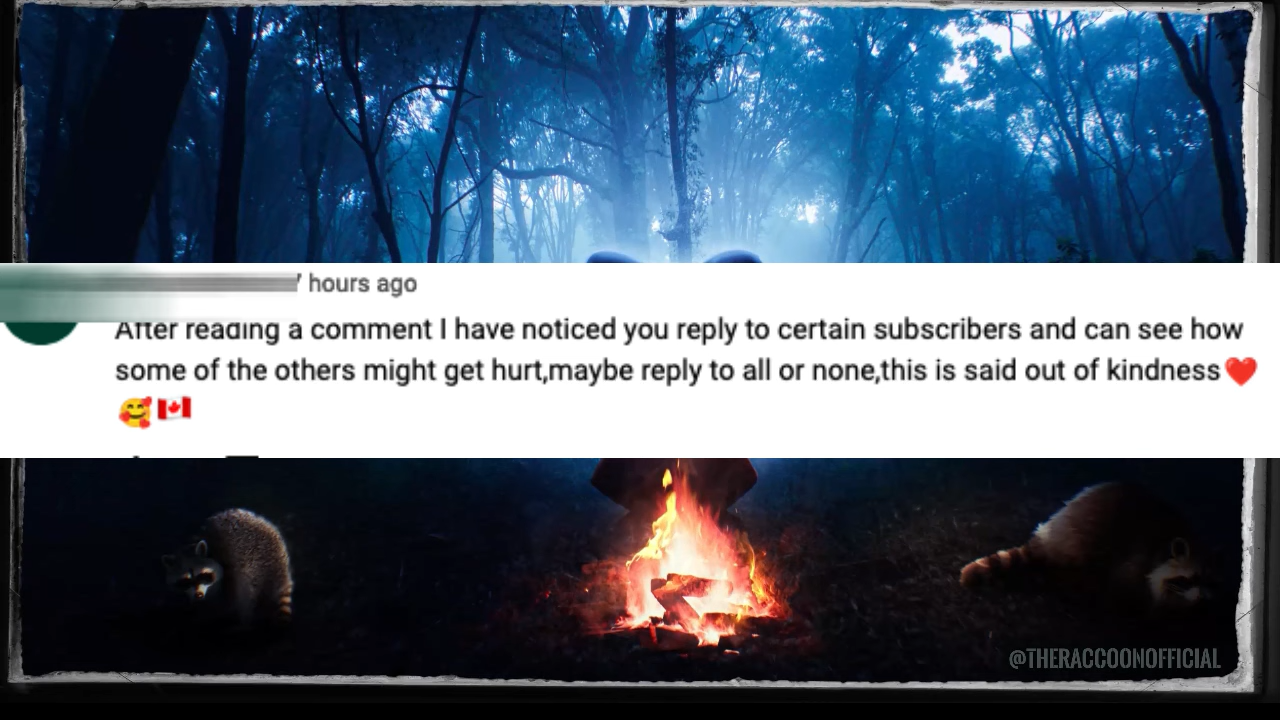 hours ago
After reading a comment I have noticed you reply to certain subscribers and can see how
some of the others might get hurt,maybe reply to all or none,this is said out of kindness❤️
🥰🇨🇦
@THERACCOONOFFICIAL